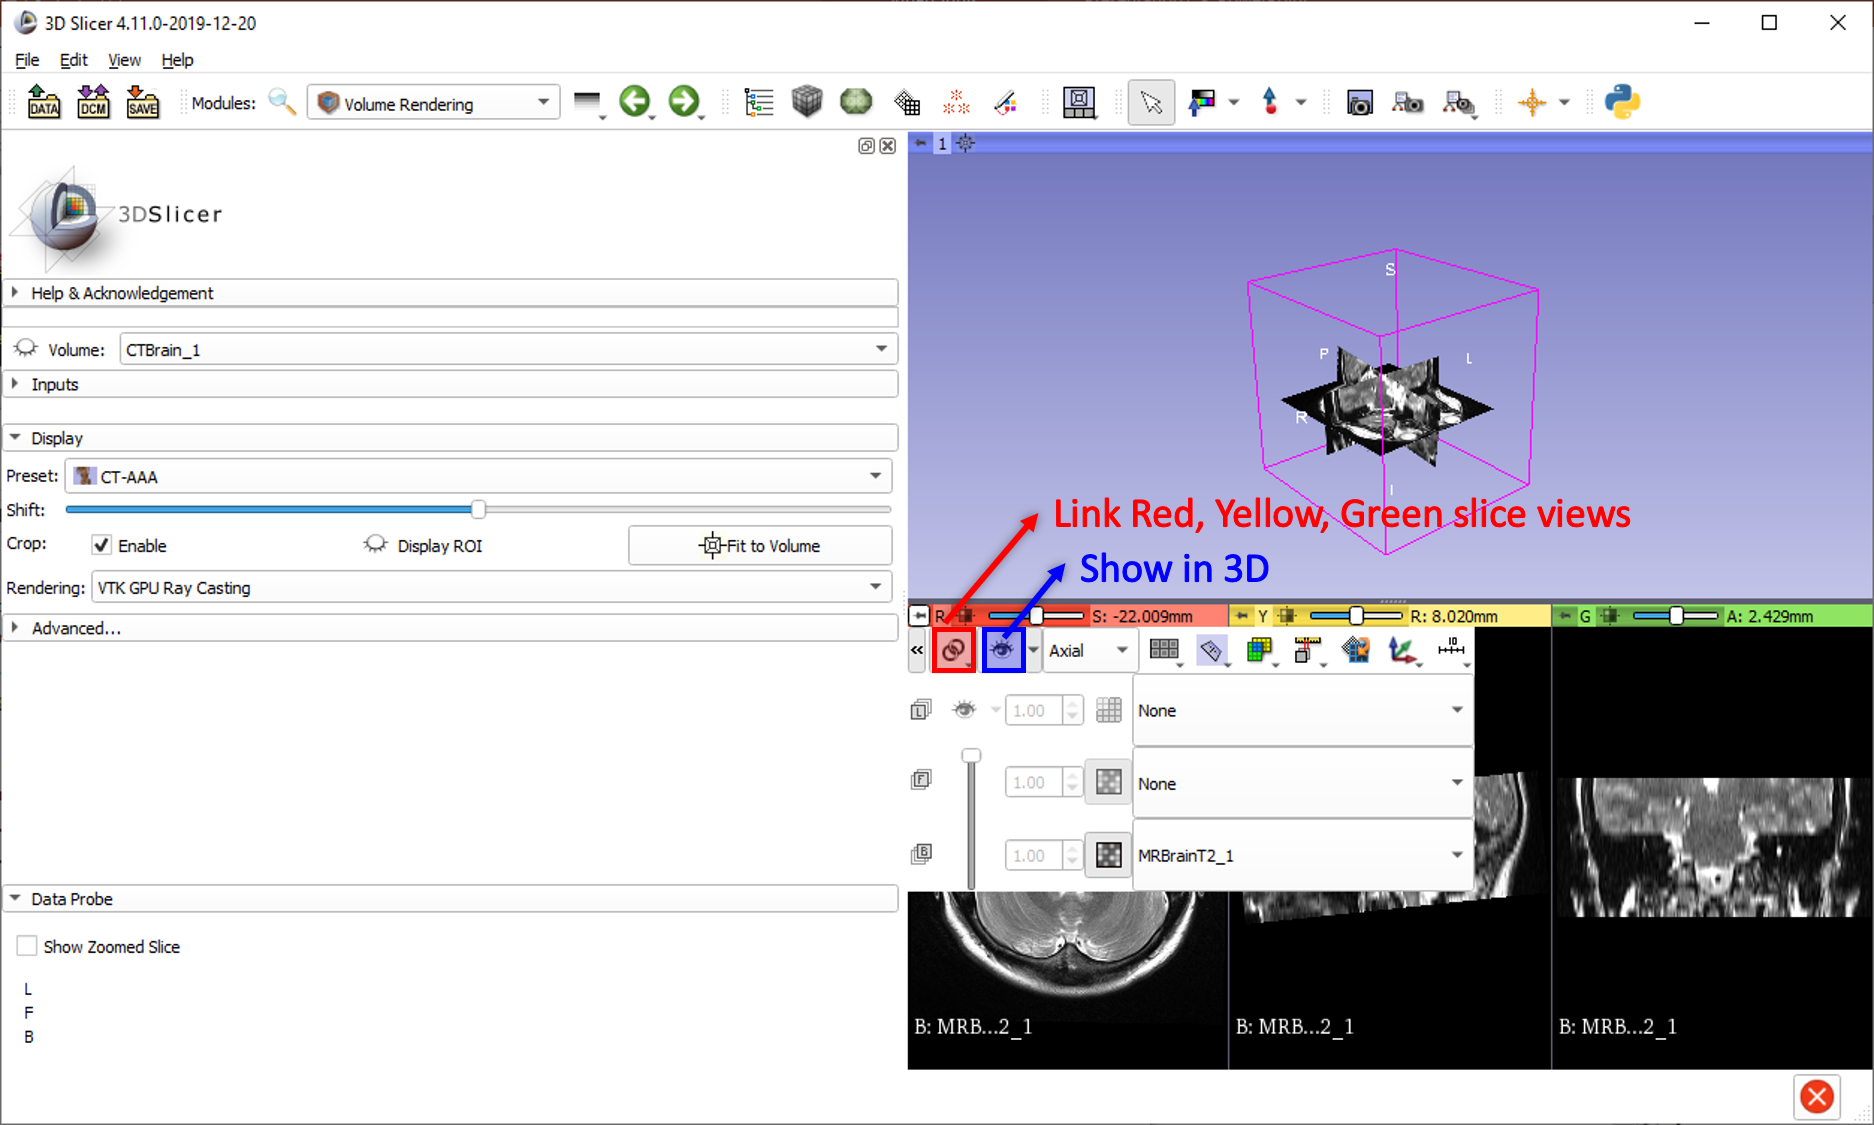 3D Slicer 4.11.0-2019-12-20
File Edit View Help
DATA DCM SAVE Modules: Volume Rendering
1
3DSlicer
Help & Acknowledgement
Volume: CTBrain_1
Inputs
Display
Preset: CT-AAA
Shift:
Crop: Enable Display ROI Fit to Volume
Rendering: VTK GPU Ray Casting
Advanced...
Data Probe
Show Zoomed Slice
L
F
B
S
P L
R
I
Link Red, Yellow, Green slice views
Show in 3D
R S: -22.009mm Y R: 8.020mm G A: 2.429mm
« Axial 10
L 1.00 None
F 1.00 None
B 1.00 MRBrainT2_1
B: MRB...2_1 B: MRB...2_1 B: MRB...2_1